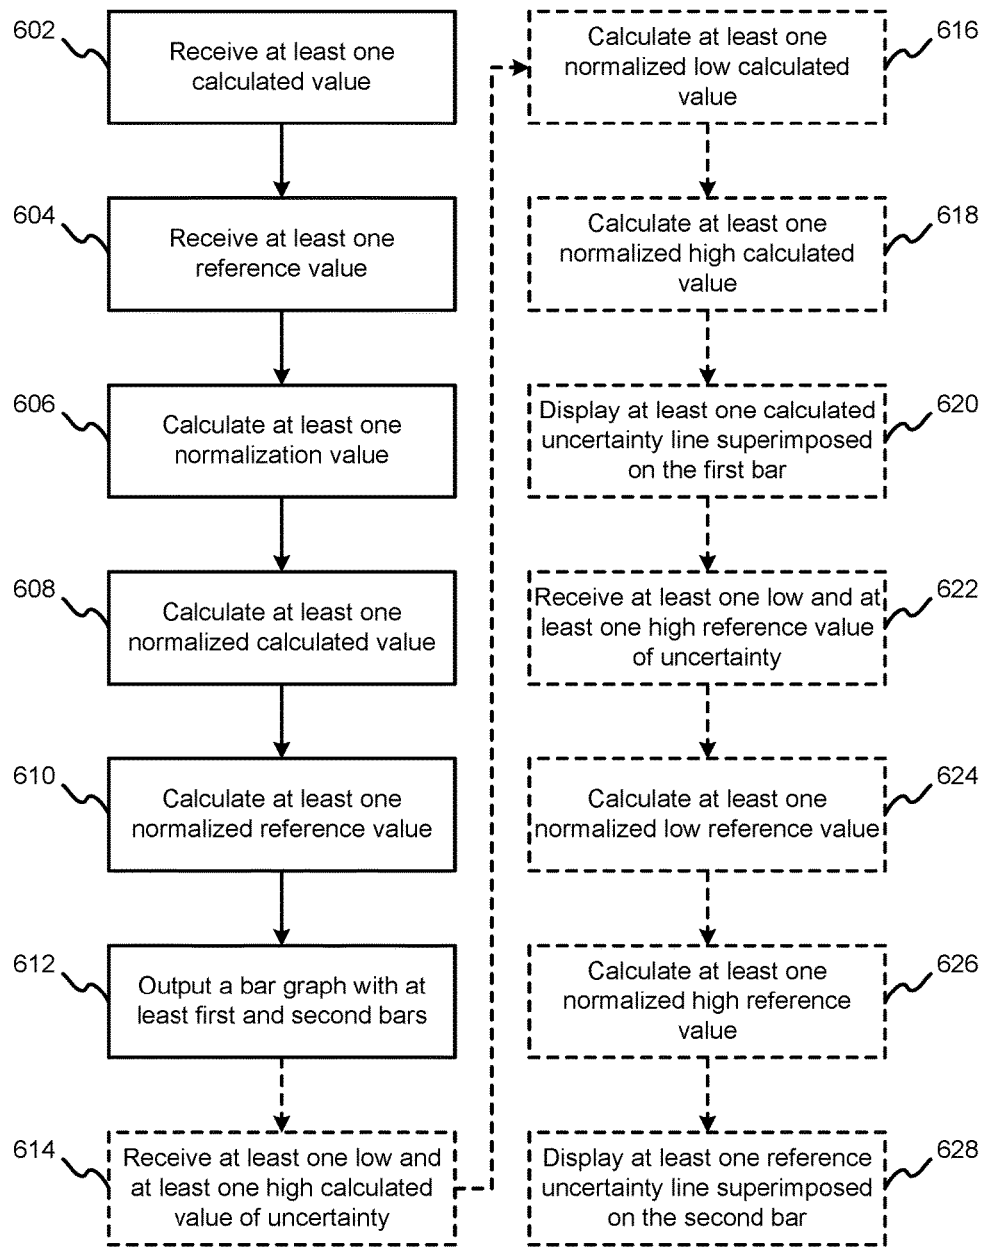 602
Receive at least one
calculated value
604
Receive at least one
reference value
606
Calculate at least one
normalization value
608
Calculate at least one
normalized calculated value
610
Calculate at least one
normalized reference value
612
Output a bar graph with at
least first and second bars
614
Receive at least one low and
at least one high calculated
value of uncertainty
616
Calculate at least one
normalized low calculated
value
618
Calculate at least one
normalized high calculated
value
620
Display at least one calculated
uncertainty line superimposed
on the first bar
622
Receive at least one low and at
least one high reference value
of uncertainty
624
Calculate at least one
normalized low reference value
626
Calculate at least one
normalized high reference
value
628
Display at least one reference
uncertainty line superimposed
on the second bar